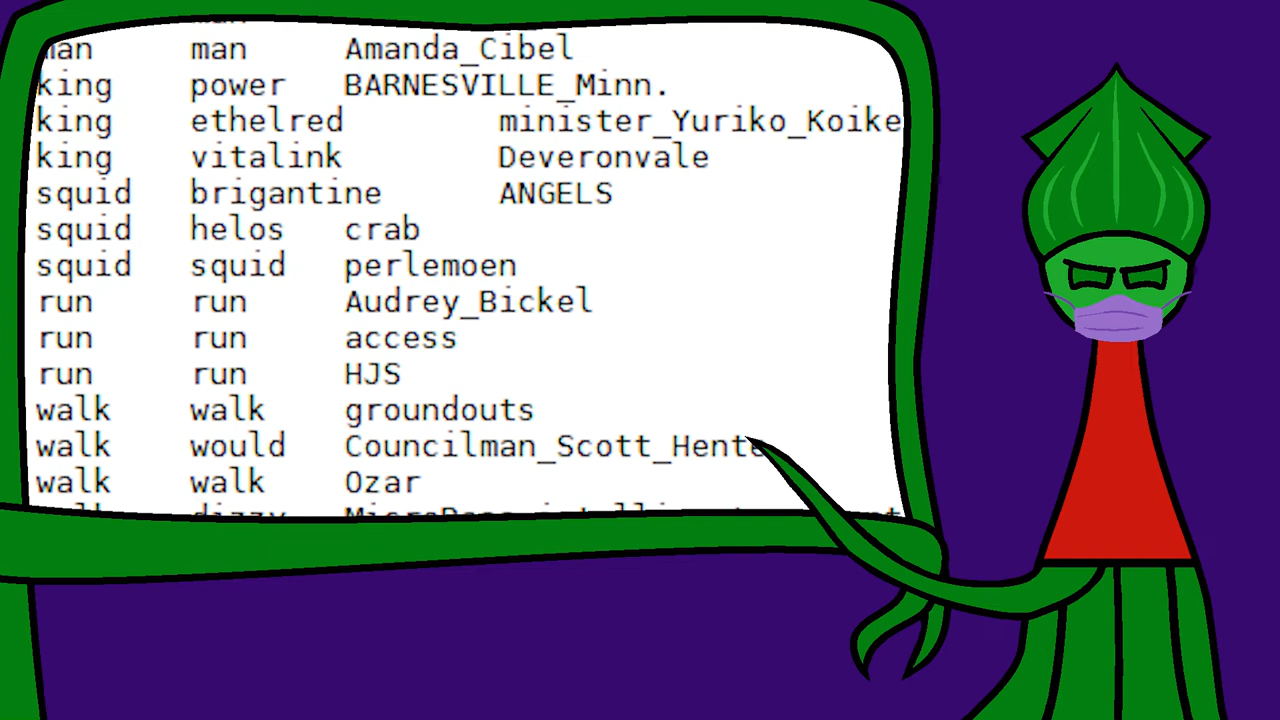 man man Amanda_Cibel
king power BARNESVILLE_Minn.
king ethelred minister_Yuriko_Koike
king vitalink Deveronvale
squid brigantine ANGELS
squid helos crab
squid squid perlemoen
run run Audrey_Bickel
run run access
run run HJS
walk walk groundouts
walk would
walk walk Ozar